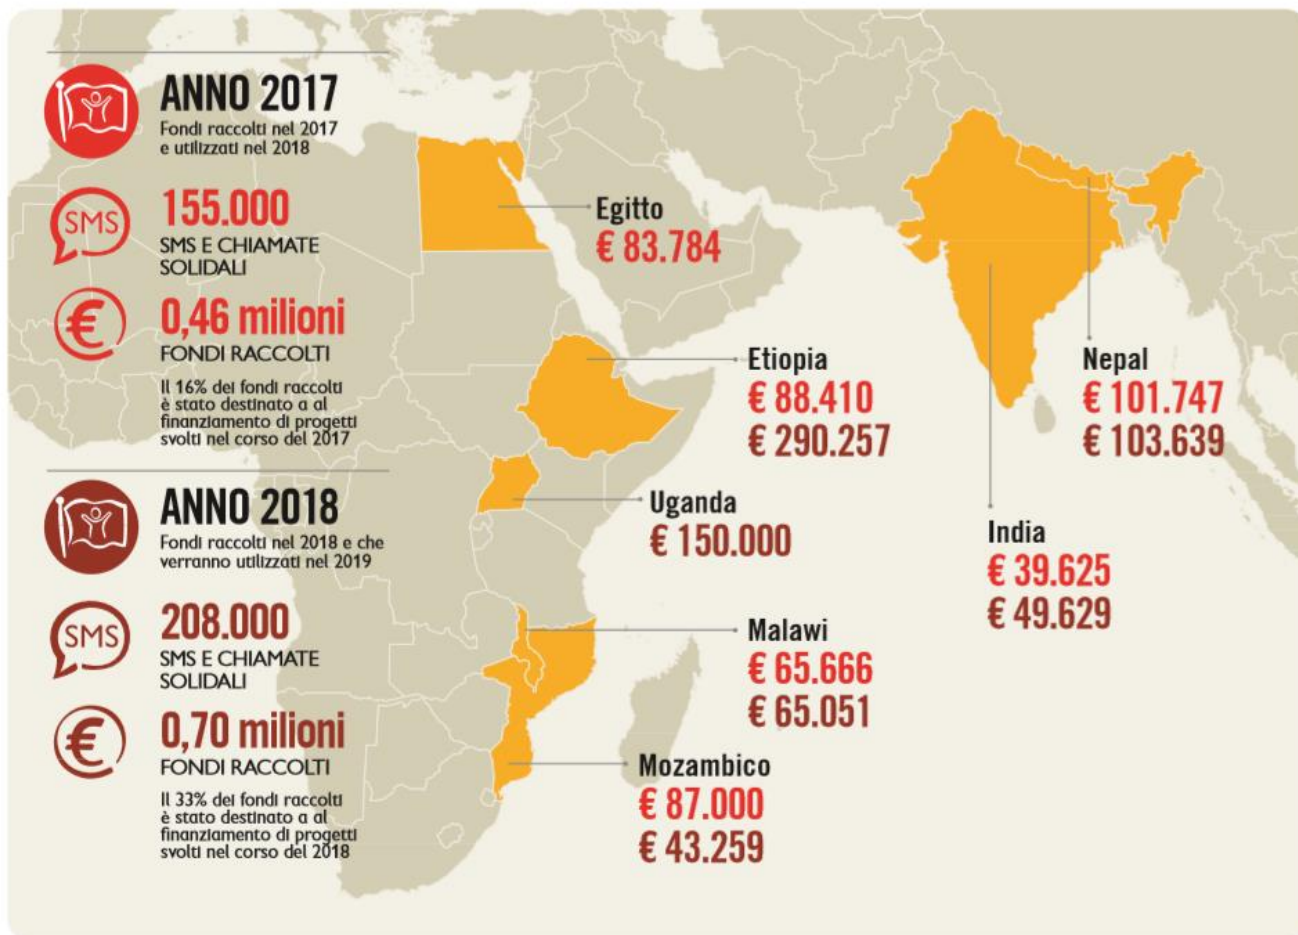 ANNO 2017
Fondi raccolti nel 2017
e utilizzati nel 2018
SMS
155.000
SMS E CHIAMATE
SOLIDALI
€
0,46 milioni
FONDI RACCOLTI
Il 16% dei fondi raccolti
è stato destinato a al
finanziamento di progetti
svolti nel corso del 2017
ANNO 2018
Fondi raccolti nel 2018 e che
verranno utilizzati nel 2019
SMS
208.000
SMS E CHIAMATE
SOLIDALI
€
0,70 milioni
FONDI RACCOLTI
Il 33% dei fondi raccolti
è stato destinato a al
finanziamento di progetti
svolti nel corso del 2018
Egitto
€ 83.784
Etiopia
€ 88.410
€ 290.257
Nepal
€ 101.747
€ 103.639
Uganda
€ 150.000
India
€ 39.625
€ 49.629
Malawi
€ 65.666
€ 65.051
Mozambico
€ 87.000
€ 43.259